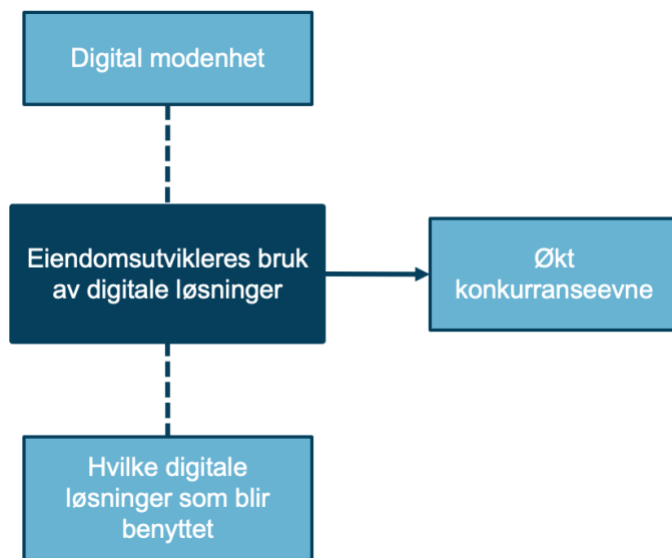 Digital modenhet
Eiendomsutvikleres bruk
av digitale løsninger
Økt
konkurranseevne
Hvilke digitale
løsninger som blir
benyttet